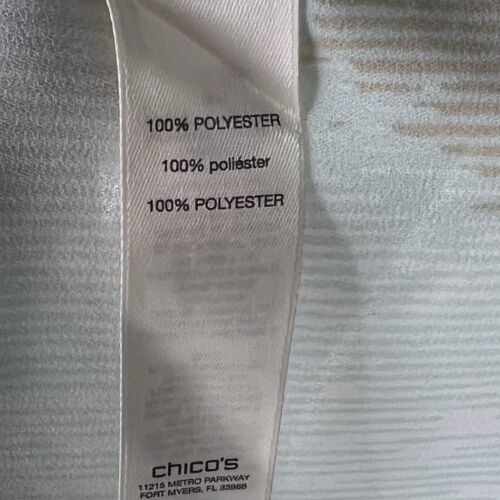 100% POLYESTER
100% poliéster
100% POLYESTER
chico's
11215 METRO PARKWAY
FORT MYERS, FL 33966